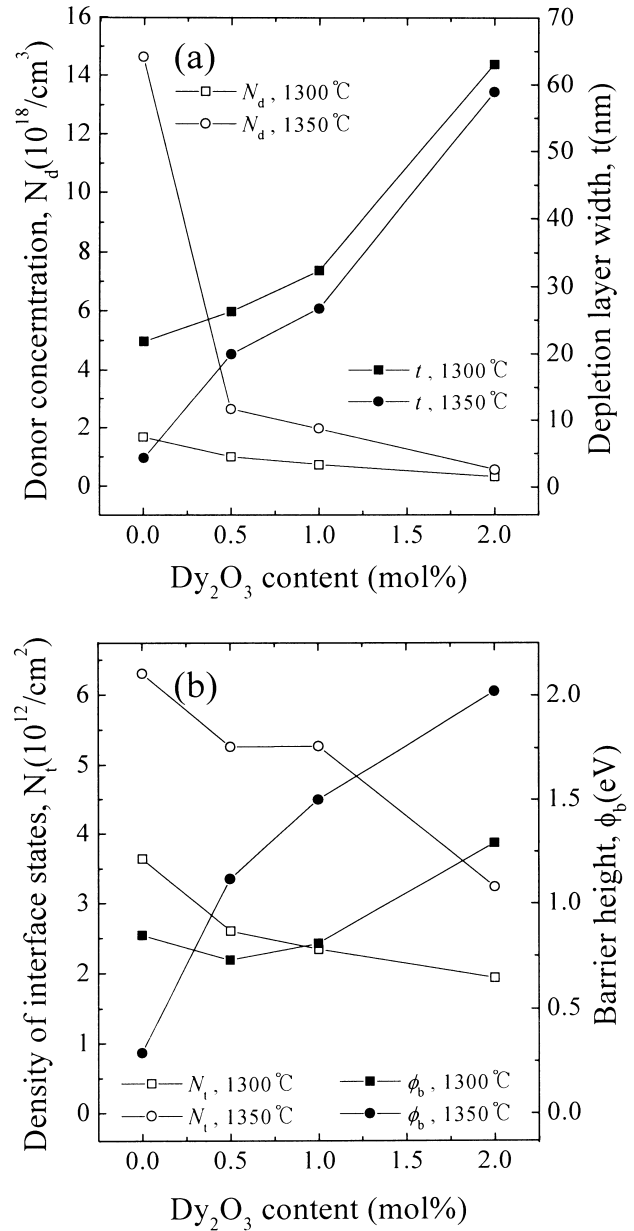 (a)
N_d, 1300℃
N_d, 1350℃
t, 1300℃
t, 1350℃
16
14
12
10
8
6
4
2
0
Donor concerntration, N_d(10^18/cm^3)
70
60
50
40
30
20
10
0
Depletion layer width, t(nm)
0.0 0.5 1.0 1.5 2.0
Dy₂O₃ content (mol%)
(b)
6
5
4
3
2
1
0
Density of interface states, N_t(10^12/cm^2)
2.0
1.5
1.0
0.5
0.0
Barrier height, ϕ_b(eV)
N_t, 1300℃ ϕ_b, 1300℃
N_t, 1350℃ ϕ_b, 1350℃
0.0 0.5 1.0 1.5 2.0
Dy₂O₃ content (mol%)